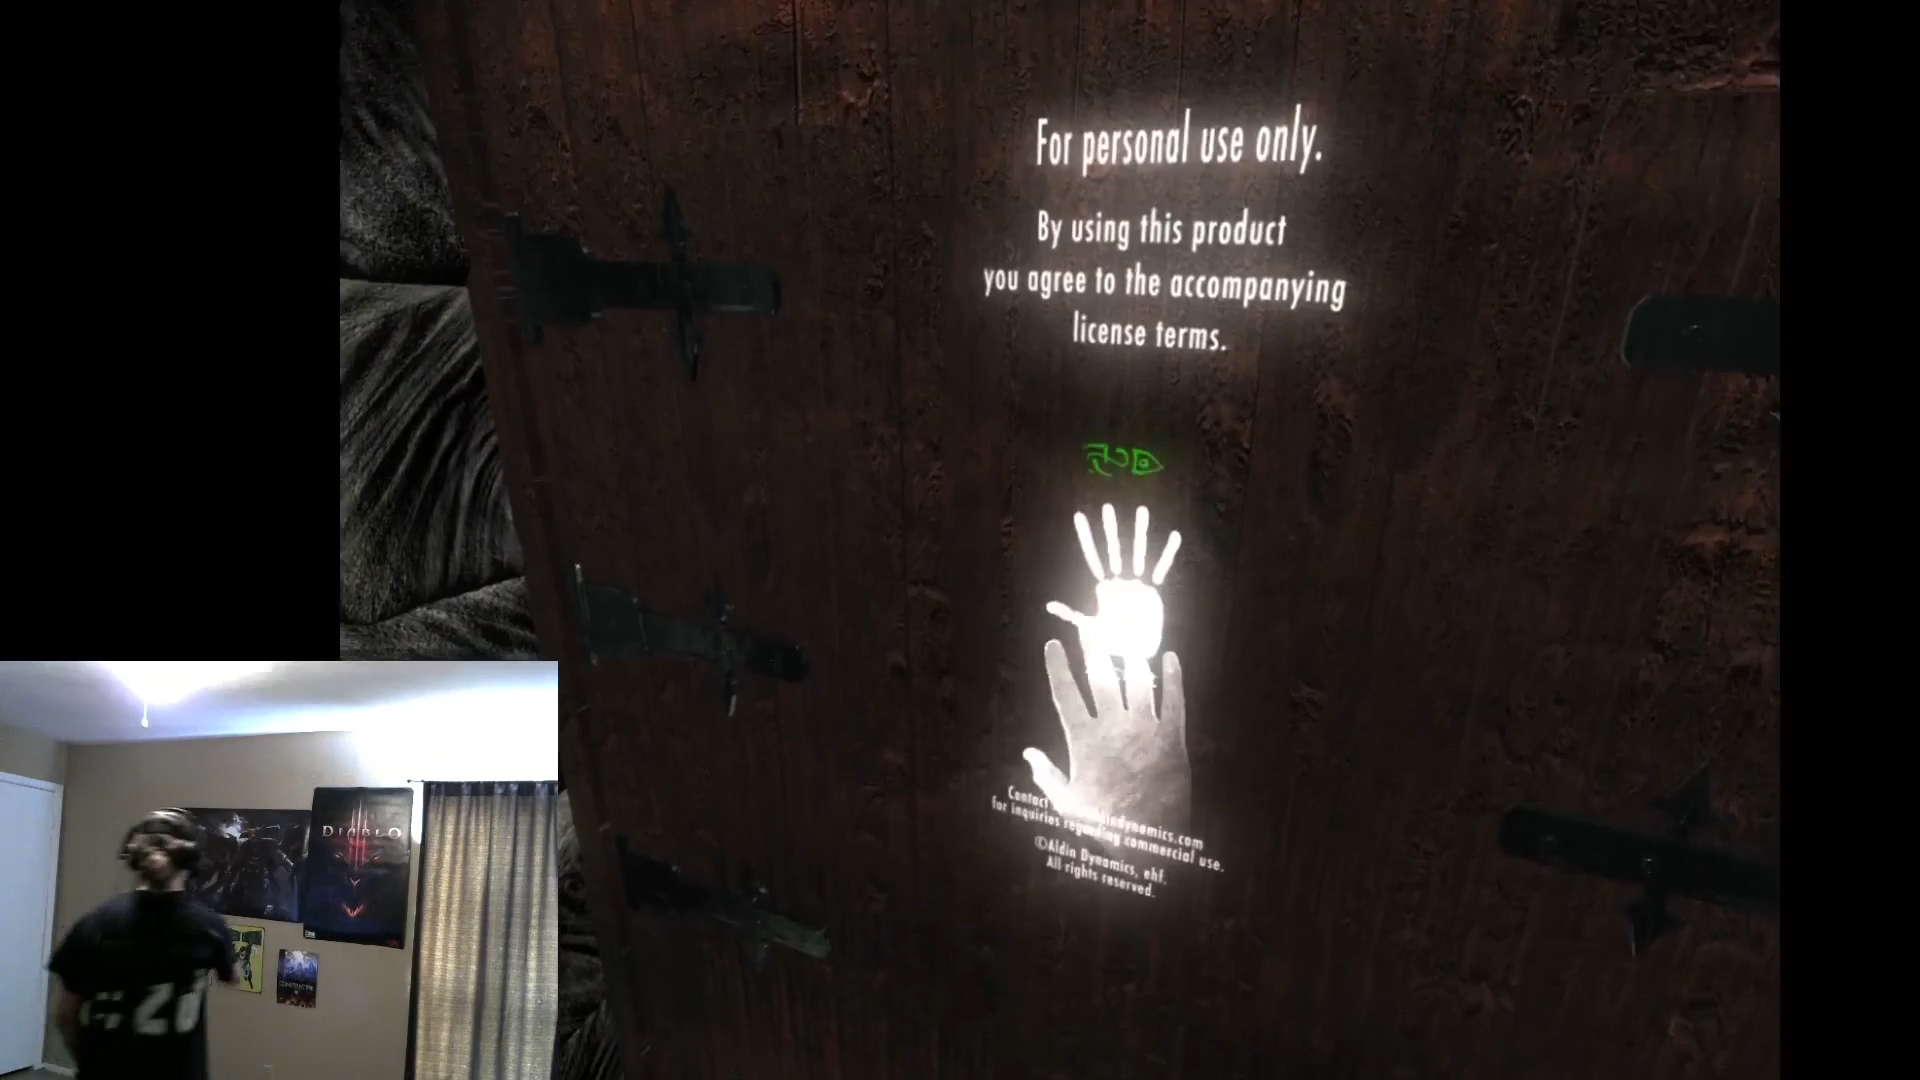 For personal use only.
By using this product
you agree to the accompanying
license terms.
Contact
for inquiries regarding commercial use.
©Aldin Dynamics, ehf.
All rights reserved.
DIABLO